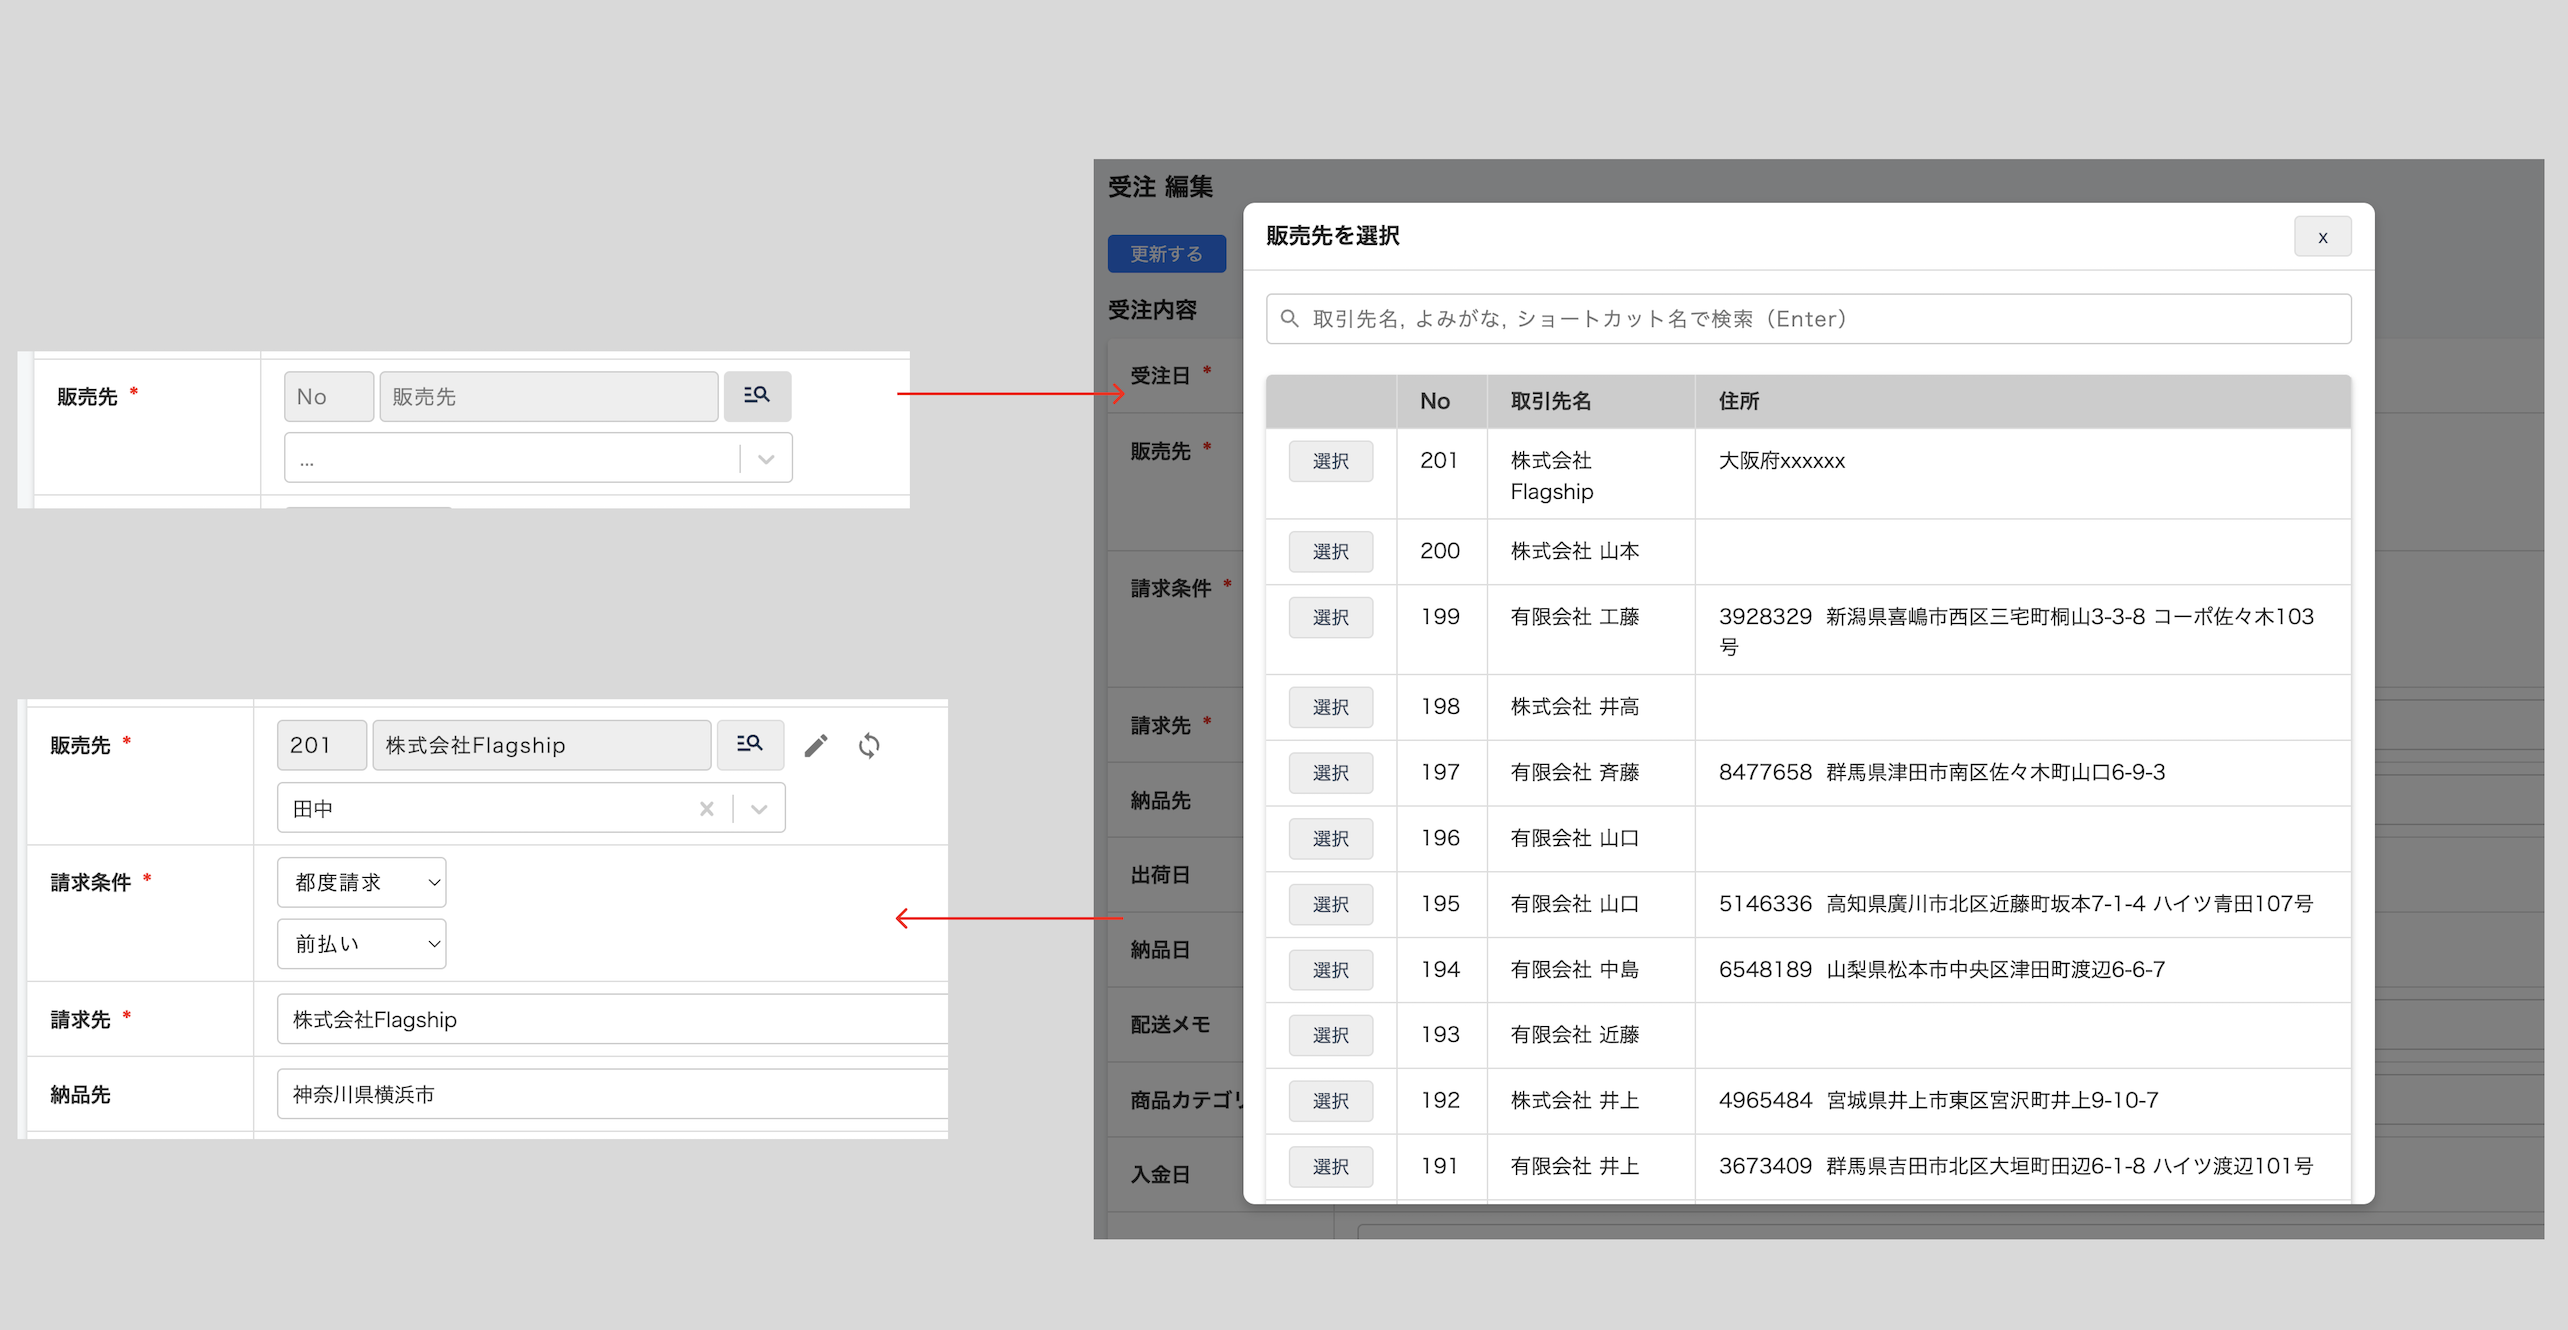 販売先 *
No 販売先
...
販売先 *
201 株式会社Flagship
田中
請求条件 *
都度請求
前払い
請求先 *
株式会社Flagship
納品先
神奈川県横浜市
受注 編集
更新する
受注内容
受注日 *
販売先 *
請求条件 *
請求先 *
納品先
出荷日
納品日
配送メモ
商品カテゴリ
入金日
販売先を選択
x
取引先名, よみがな, ショートカット名で検索（Enter）
No 取引先名 住所
選択 201 株式会社 大阪府xxxxxx
Flagship
選択 200 株式会社 山本
選択 199 有限会社 工藤 3928329 新潟県喜嶋市西区三宅町桐山3-3-8 コーポ佐々木103
号
選択 198 株式会社 井高
選択 197 有限会社 斉藤 8477658 群馬県津田市南区佐々木町山口6-9-3
選択 196 有限会社 山口
選択 195 有限会社 山口 5146336 高知県廣川市北区近藤町坂本7-1-4 ハイツ青田107号
選択 194 有限会社 中島 6548189 山梨県松本市中央区津田町渡辺6-6-7
選択 193 有限会社 近藤
選択 192 株式会社 井上 4965484 宮城県井上市東区宮沢町井上9-10-7
選択 191 有限会社 井上 3673409 群馬県吉田市北区大垣町田辺6-1-8 ハイツ渡辺101号